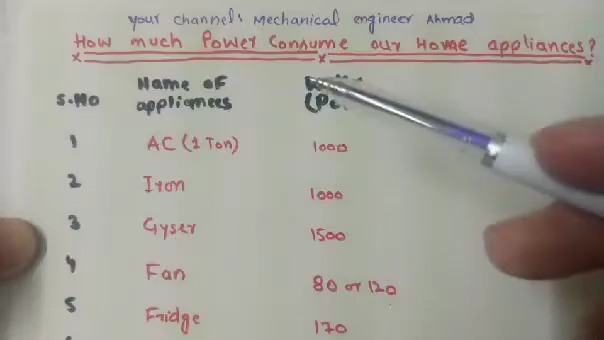 your channel: Mechanical engineer Ahmad
How much Power Consume our Home appliances?
S.No Name of appliances
1 AC (1 Ton) 1000
2 Iron 1000
3 Gyser 1500
4 Fan 80 or 120
5 Fridge 170